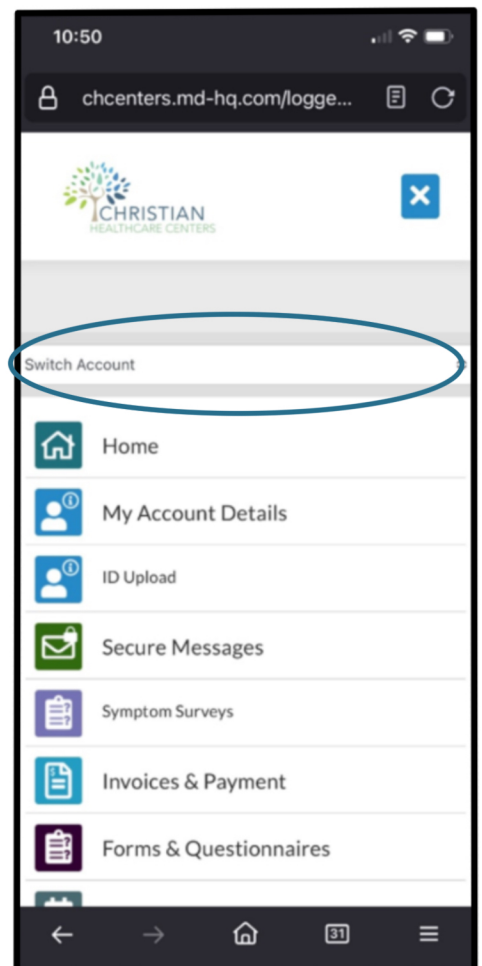 10:50
chcenters.md-hq.com/logge...
CHRISTIAN
HEALTHCARE CENTERS
Switch Account
Home
My Account Details
ID Upload
Secure Messages
Symptom Surveys
Invoices & Payment
Forms & Questionnaires
31